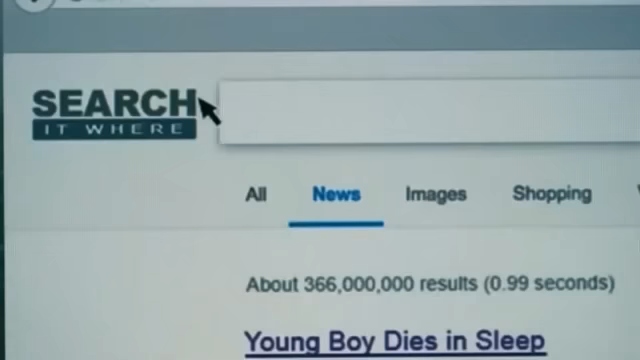 SEARCH
IT WHERE
All News Images Shopping
About 366,000,000 results (0.99 seconds)
Young Boy Dies in Sleep